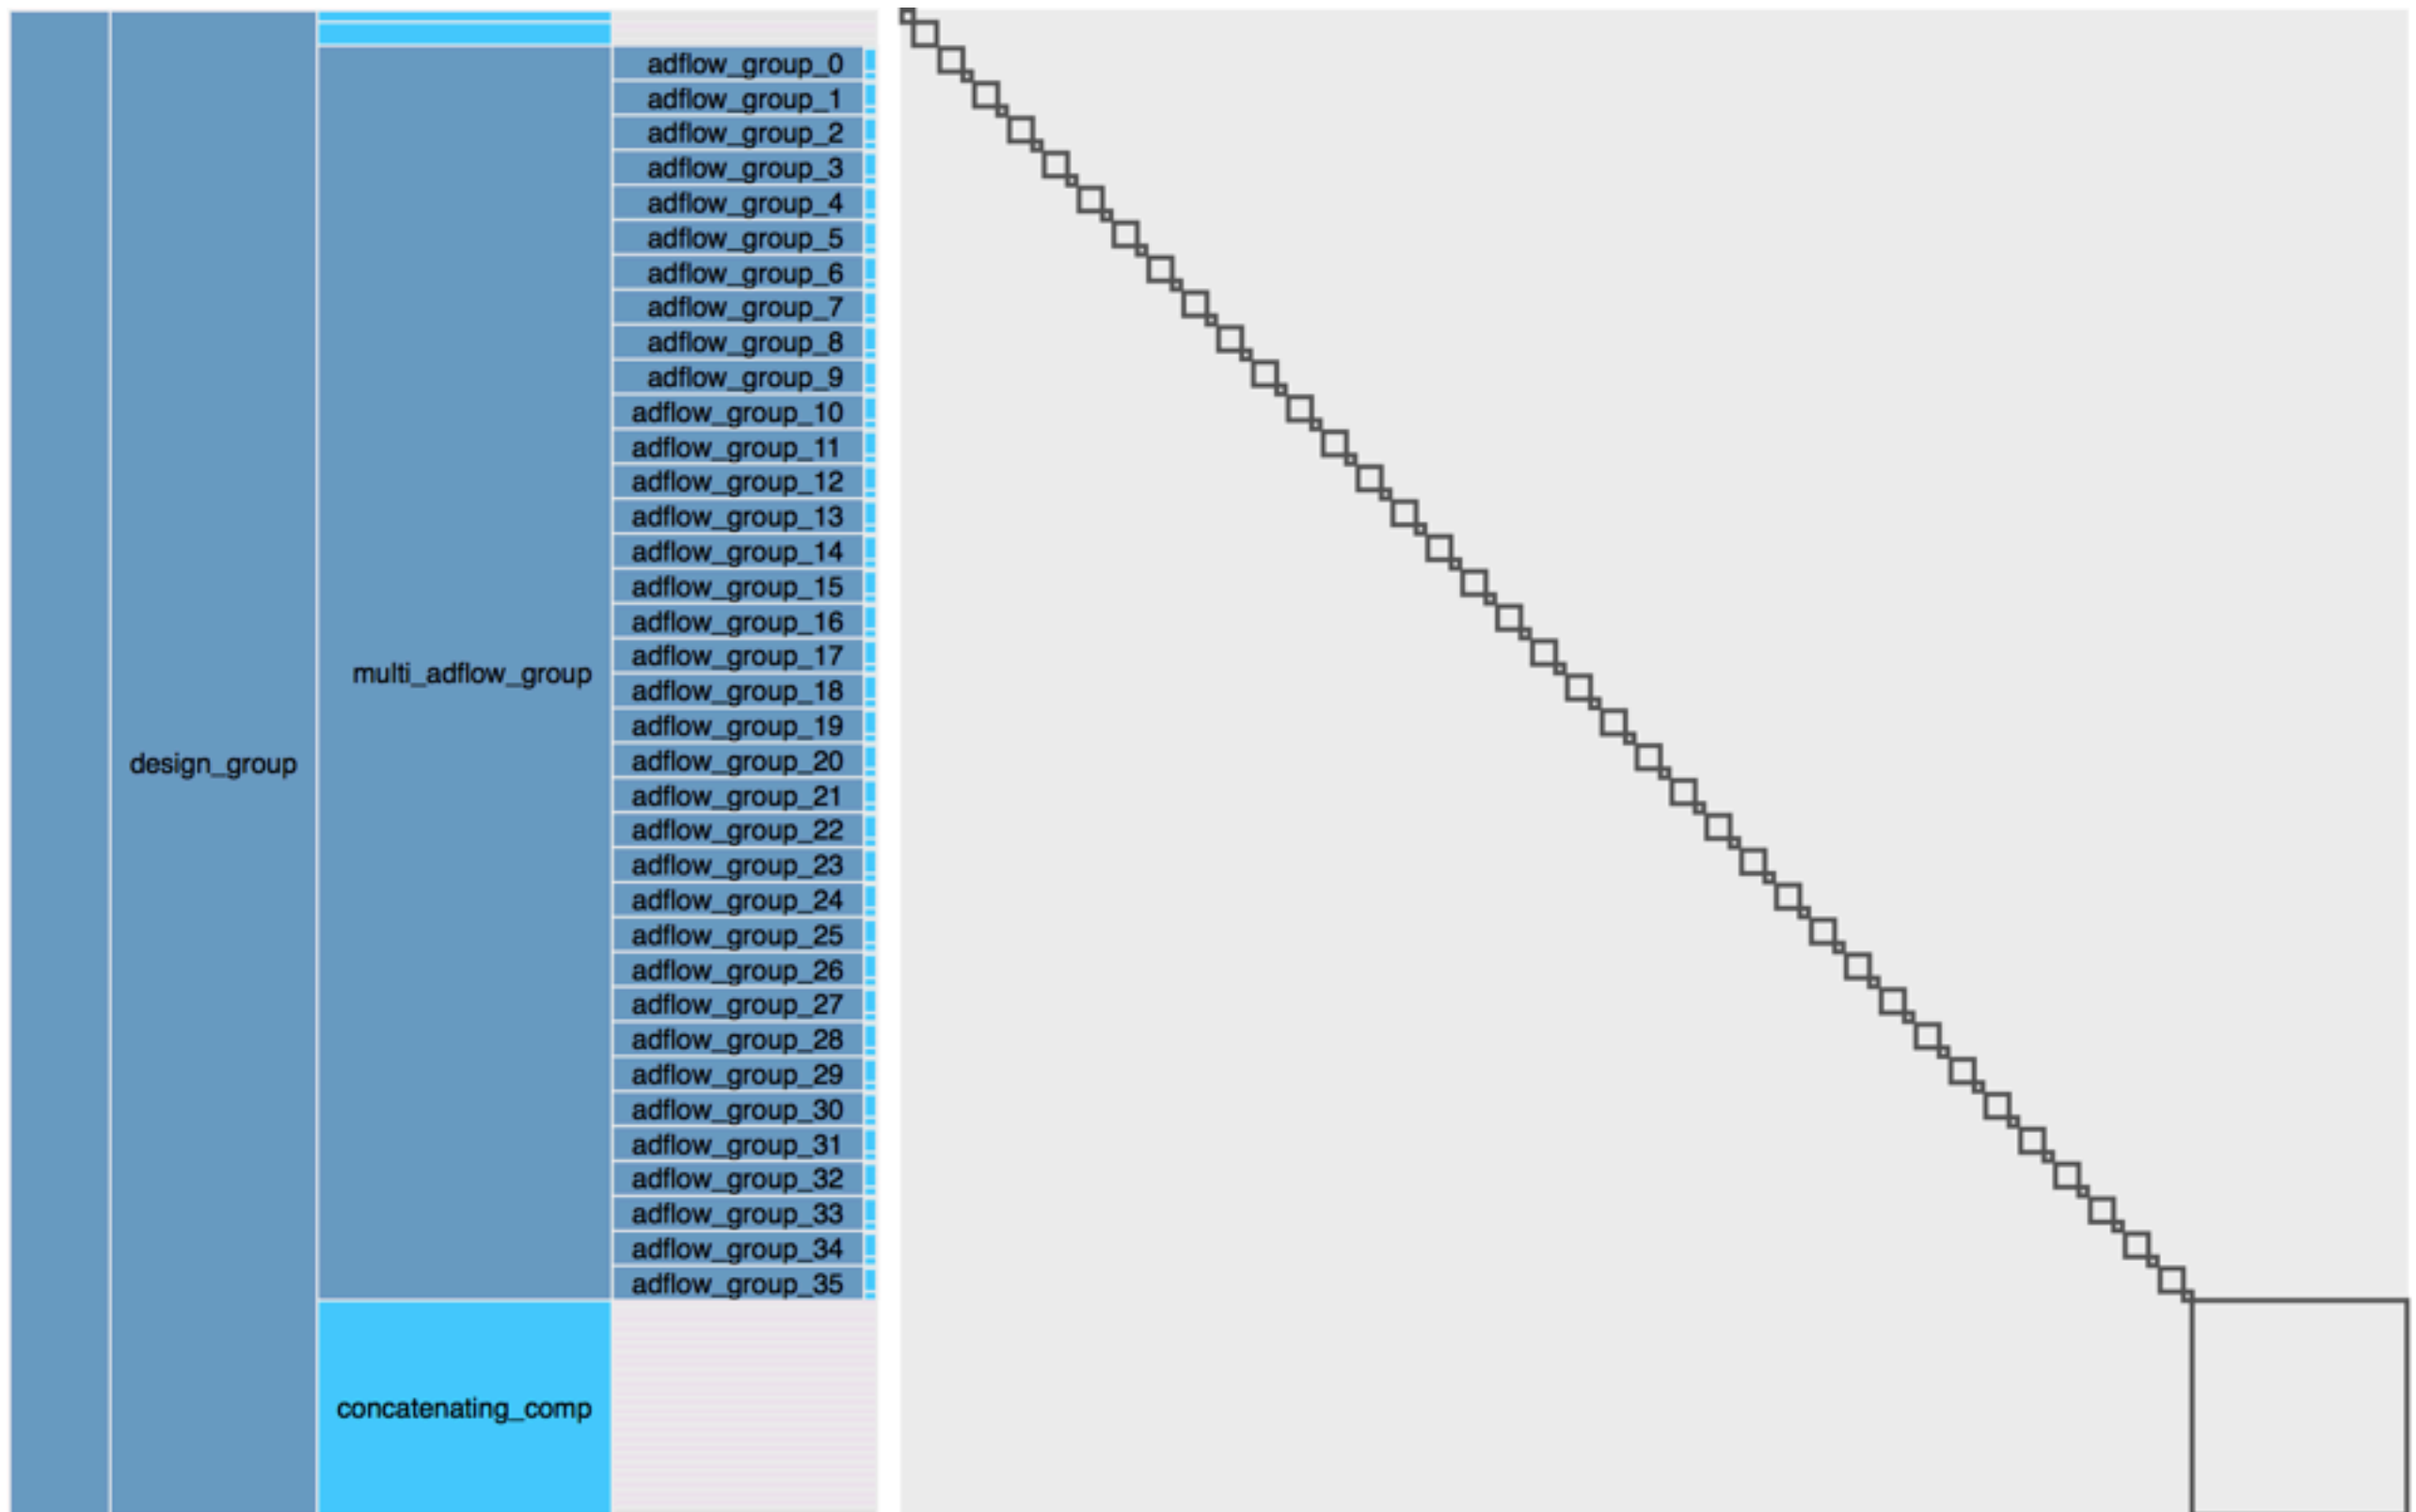 adflow_group_0
adflow_group_1
adflow_group_2
adflow_group_3
adflow_group_4
adflow_group_5
adflow_group_6
adflow_group_7
adflow_group_8
adflow_group_9
adflow_group_10
adflow_group_11
adflow_group_12
adflow_group_13
adflow_group_14
adflow_group_15
adflow_group_16
adflow_group_17
multi_adflow_group
adflow_group_18
adflow_group_19
design_group
adflow_group_20
adflow_group_21
adflow_group_22
adflow_group_23
adflow_group_24
adflow_group_25
adflow_group_26
adflow_group_27
adflow_group_28
adflow_group_29
adflow_group_30
adflow_group_31
adflow_group_32
adflow_group_33
adflow_group_34
adflow_group_35
concatenating_comp